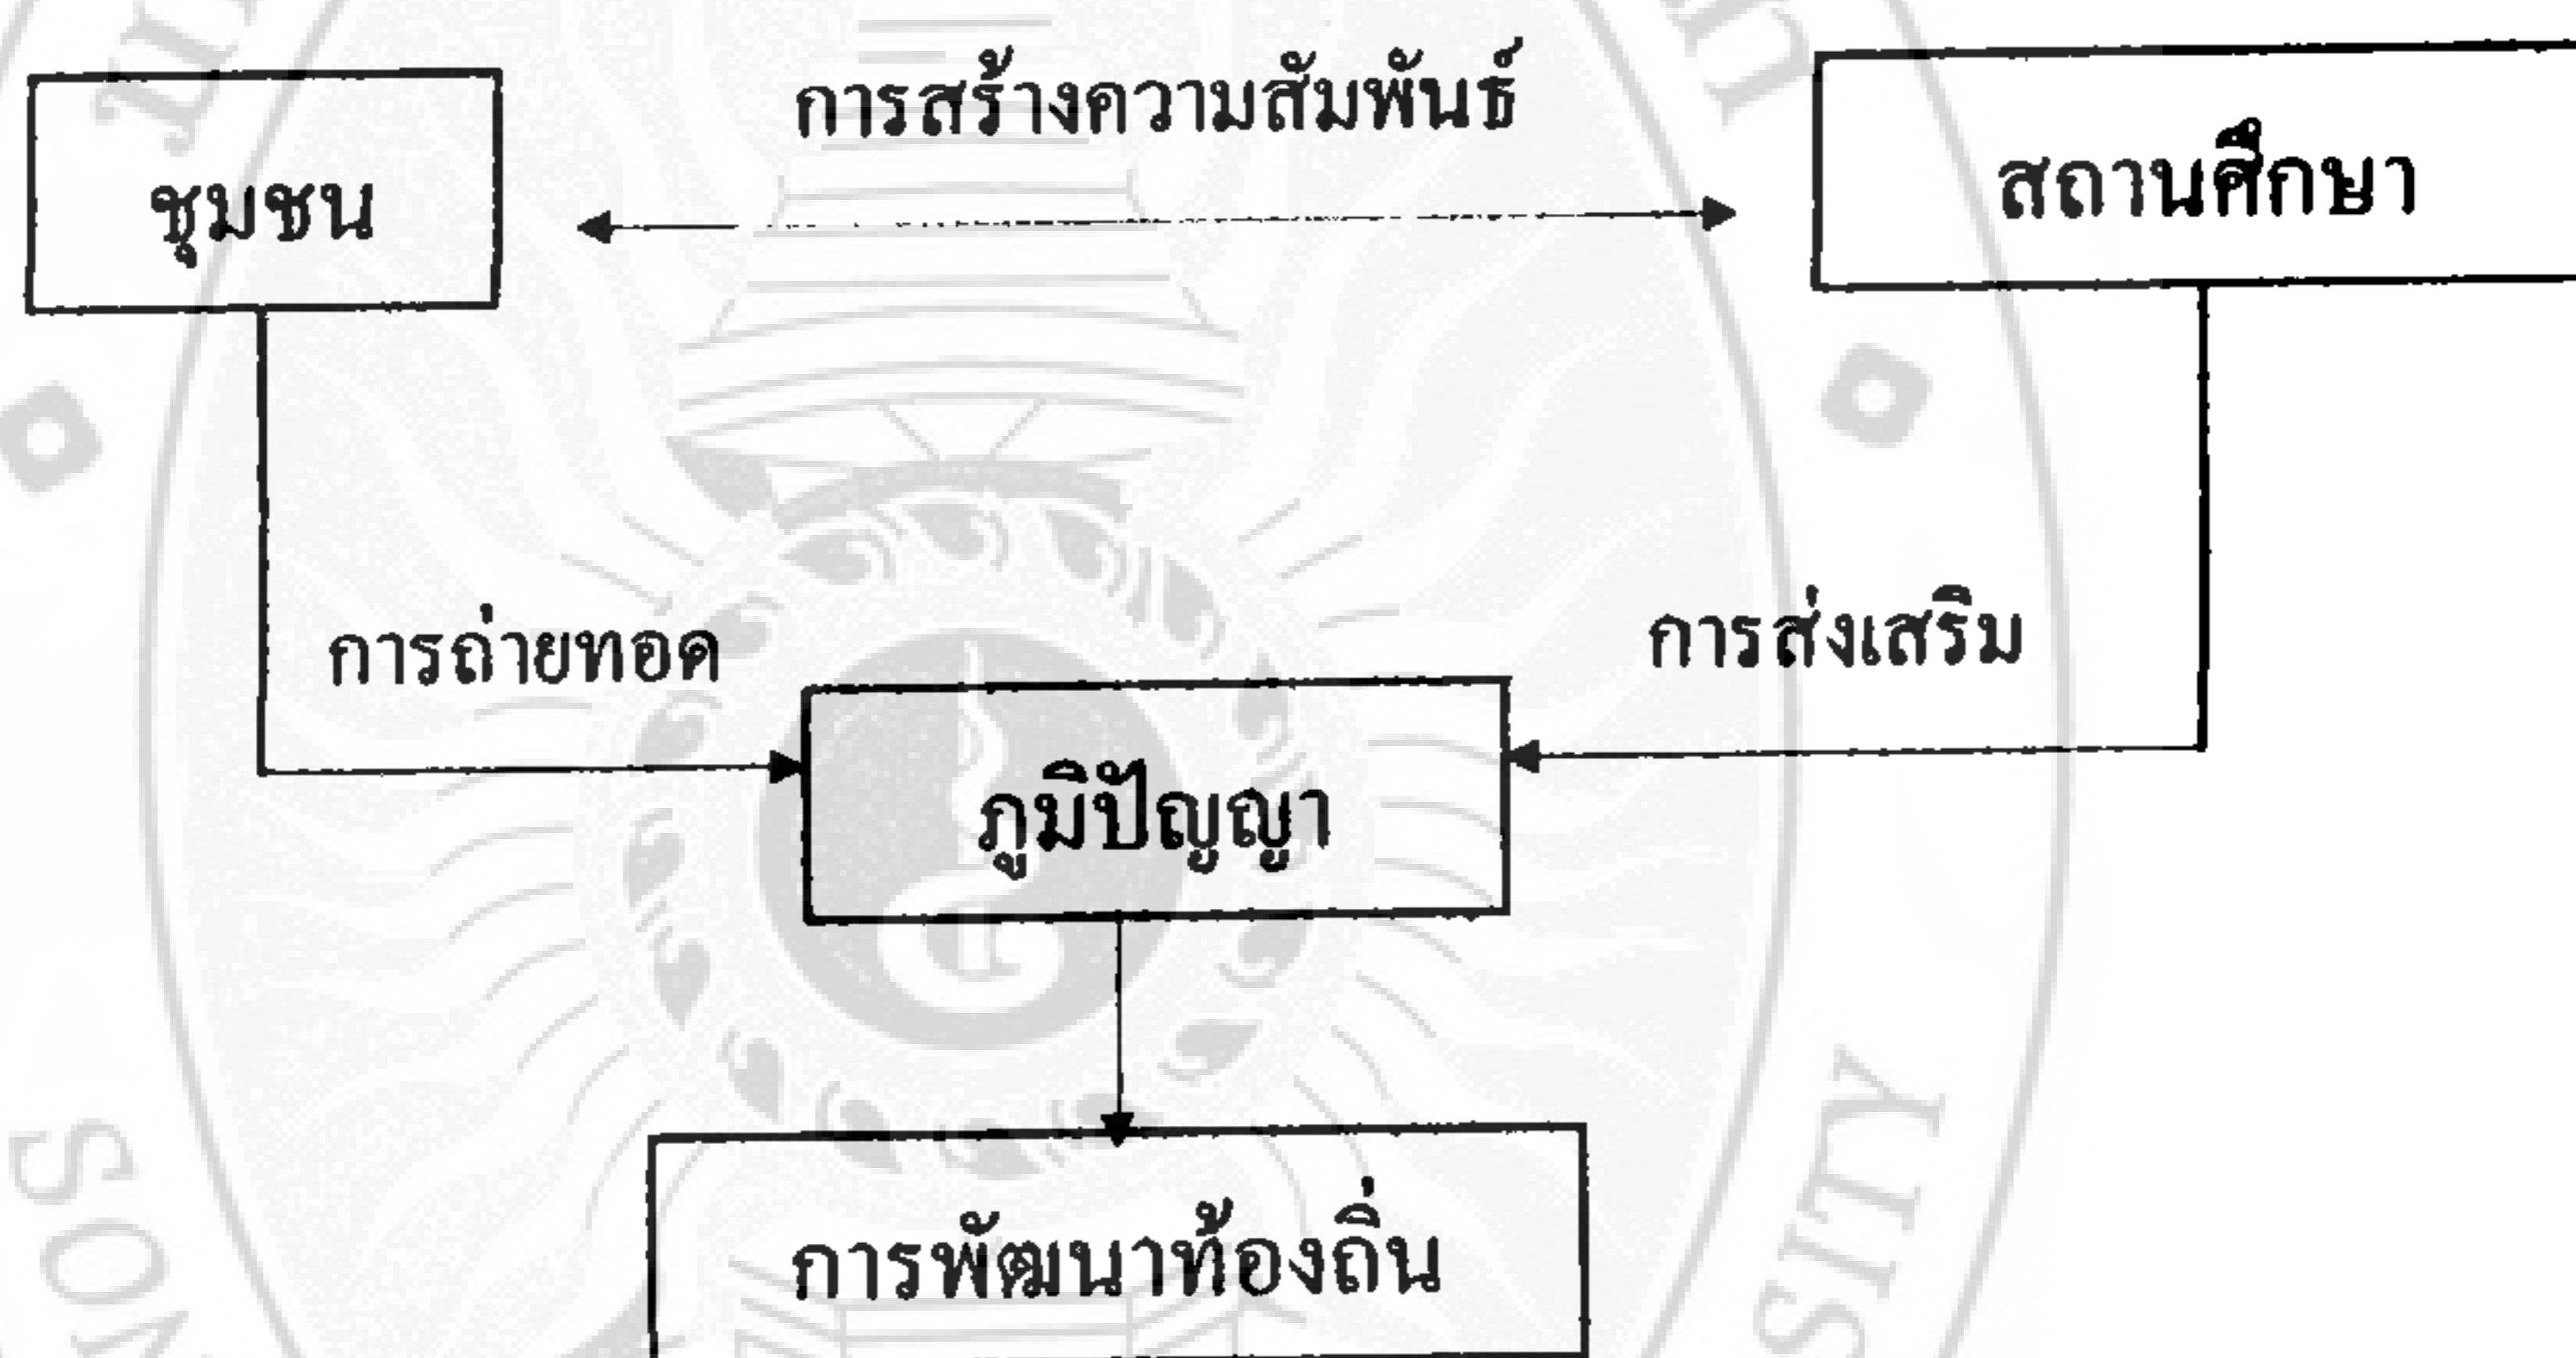 การสร้างความสัมพันธ์
ชุมชน
สถานศึกษา
การถ่ายทอด
การส่งเสริม
ภูมิปัญญา
การพัฒนาท้องถิ่น
SITY